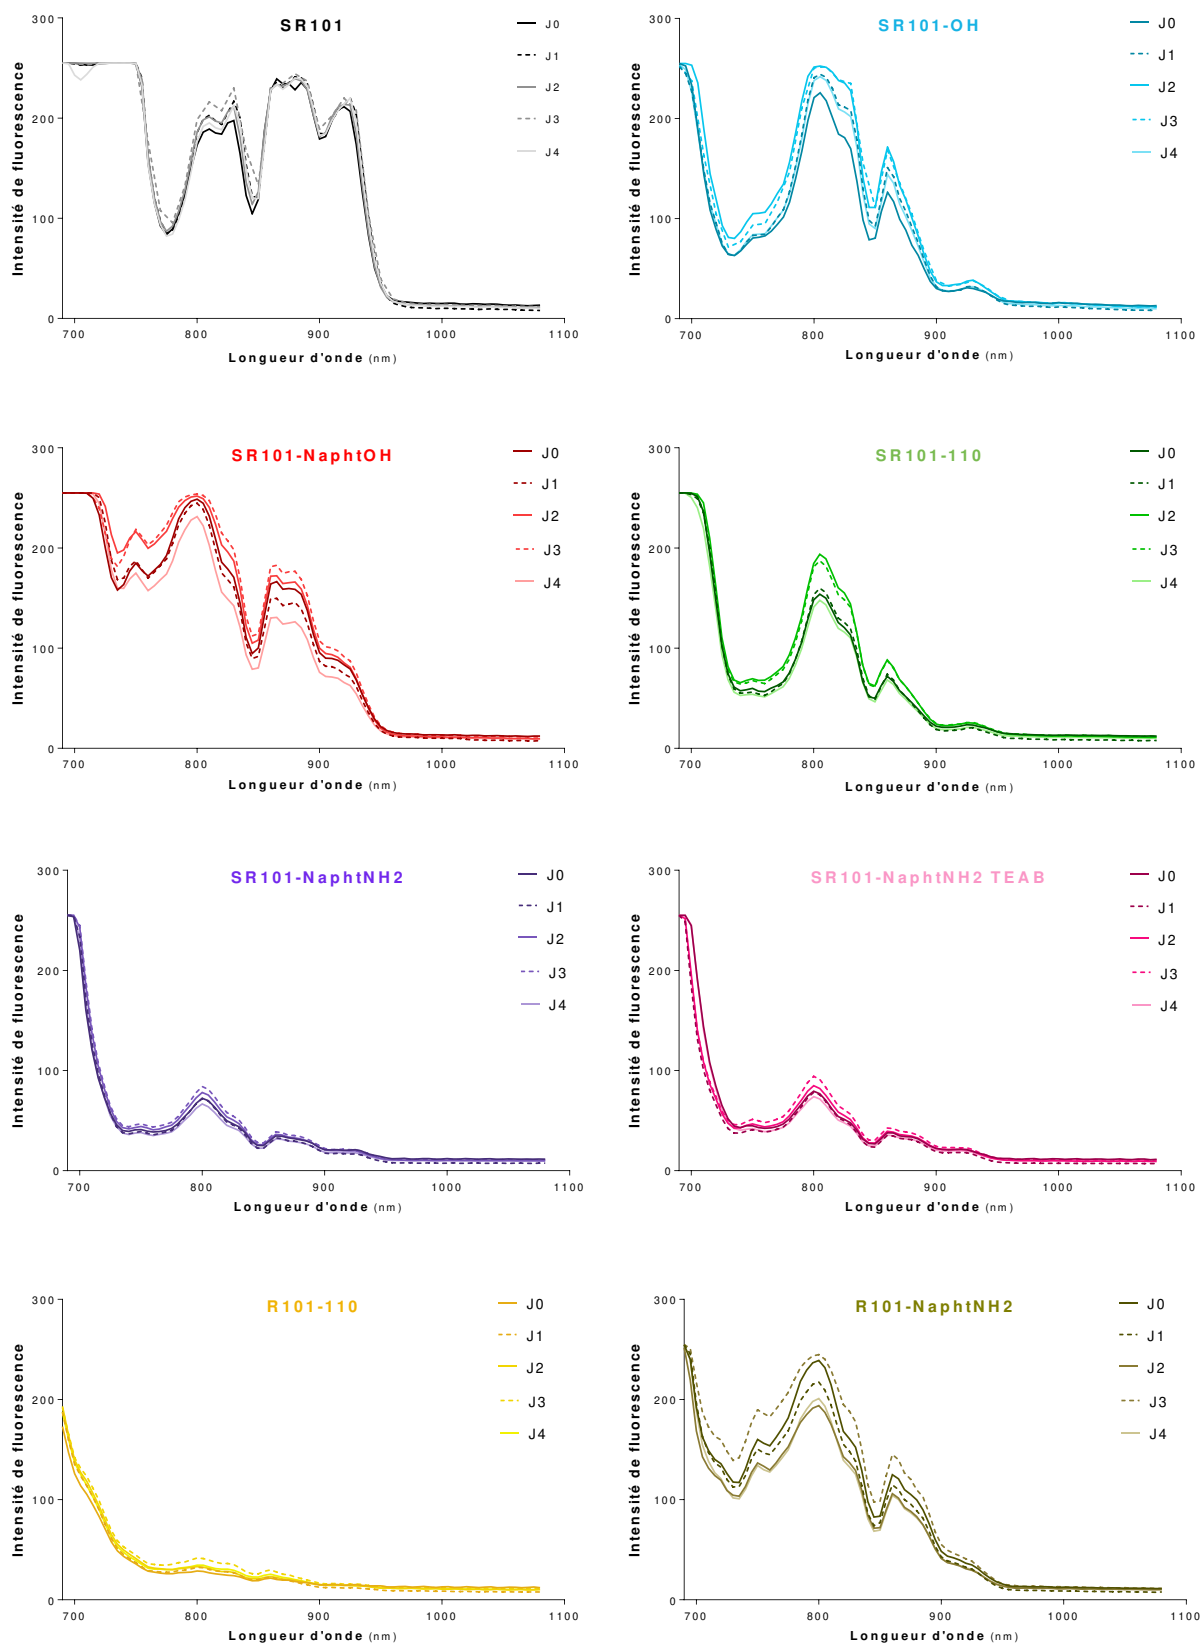 SR101
Intensité de fluorescence
300
200
100
0
700
800
900
1000
1100
Longueur d'onde (nm)
J0
J1
J2
J3
J4
SR101-OH
Intensité de fluorescence
300
200
100
0
700
800
900
1000
1100
Longueur d'onde (nm)
J0
J1
J2
J3
J4
SR101-NaphtOH
Intensité de fluorescence
300
200
100
0
700
800
900
1000
1100
Longueur d'onde (nm)
J0
J1
J2
J3
J4
SR101-110
Intensité de fluorescence
300
200
100
0
700
800
900
1000
1100
Longueur d'onde (nm)
J0
J1
J2
J3
J4
SR101-NaphtNH2
Intensité de fluorescence
300
200
100
0
700
800
900
1000
1100
Longueur d'onde (nm)
J0
J1
J2
J3
J4
SR101-NaphtNH2 TEAB
Intensité de fluorescence
300
200
100
0
700
800
900
1000
1100
Longueur d'onde (nm)
J0
J1
J2
J3
J4
R101-110
Intensité de fluorescence
300
200
100
0
700
800
900
1000
1100
Longueur d'onde (nm)
J0
J1
J2
J3
J4
R101-NaphtNH2
Intensité de fluorescence
300
200
100
0
700
800
900
1000
1100
Longueur d'onde (nm)
J0
J1
J2
J3
J4